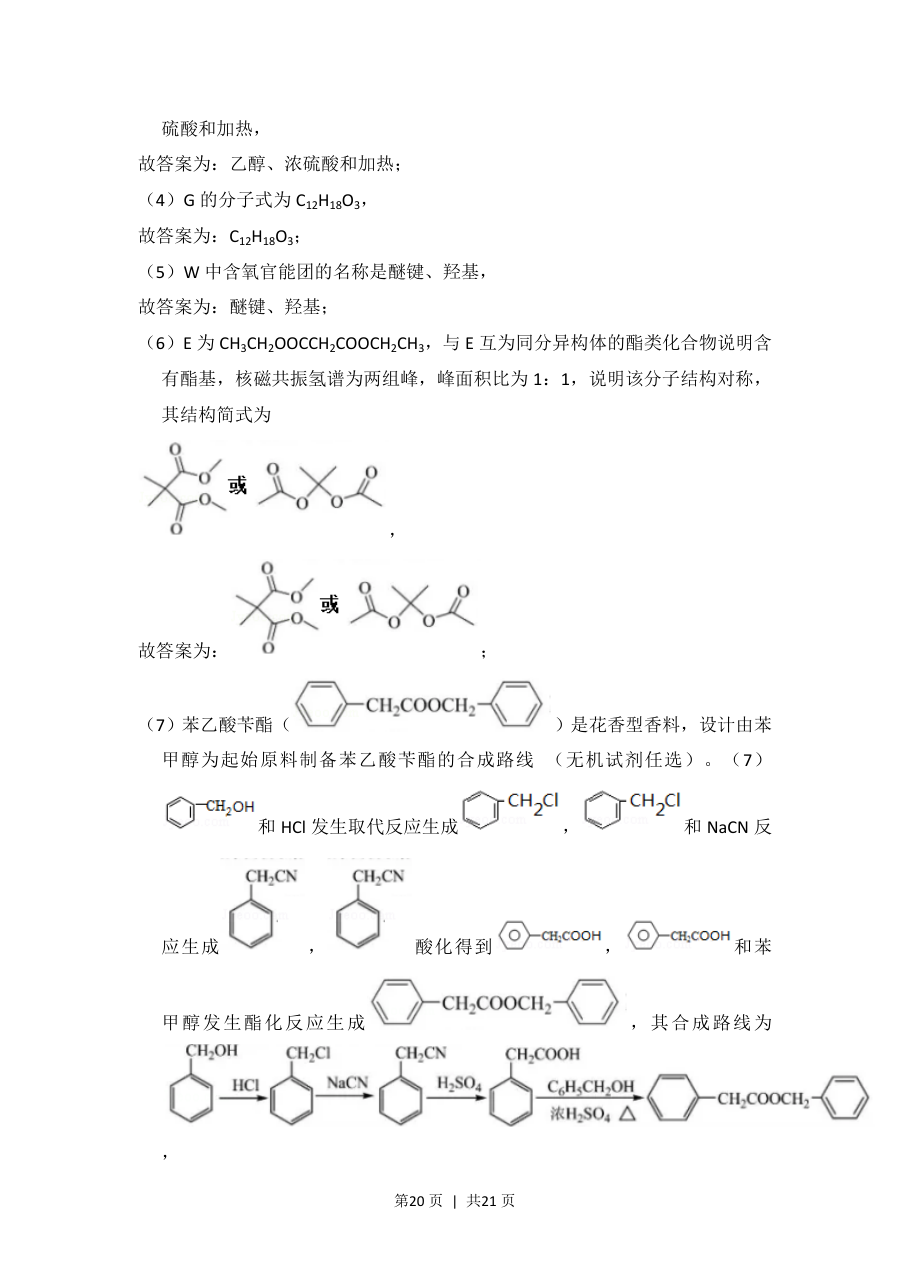 硫酸和加热，
故答案为：乙醇、浓硫酸和加热；
（4）G 的分子式为 C₁₂H₁₈O₃，
故答案为：C₁₂H₁₈O₃；
（5）W 中含氧官能团的名称是醚键、羟基，
故答案为：醚键、羟基；
（6）E 为 CH₃CH₂OOCCH₂COOCH₂CH₃，与 E 互为同分异构体的酯类化合物说明含
有酯基，核磁共振氢谱为两组峰，峰面积比为 1：1，说明该分子结构对称，
其结构简式为
O O O O 或 O O O O ，
故答案为： O O O O 或 O O O O ；
（7）苯乙酸苄酯（ CH₂COOCH₂ ）是花香型香料，设计由苯
甲醇为起始原料制备苯乙酸苄酯的合成路线 （无机试剂任选）。（7）
CH₂OH 和 HCl 发生取代反应生成 CH₂Cl ， CH₂Cl 和 NaCN 反
应生成 CH₂CN ， CH₂CN 酸化得到 CH₂COOH ， CH₂COOH 和苯
甲醇发生酯化反应生成 CH₂COOCH₂ ，其合成路线为
CH₂OH HCl CH₂Cl NaCN CH₂CN H₂SO₄ CH₂COOH C₆H₅CH₂OH 浓H₂SO₄ △ CH₂COOCH₂
，
第20 页 | 共21 页